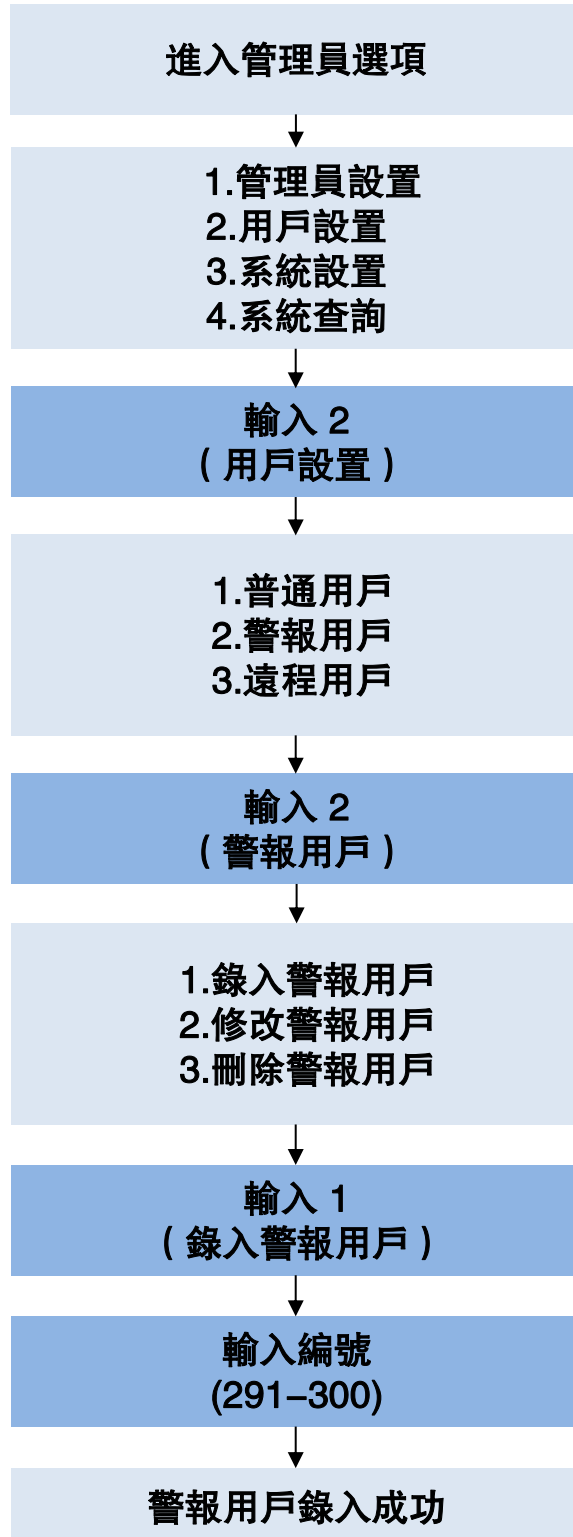 進入管理員選項
1.管理員設置
2.用戶設置
3.系統設置
4.系統查詢
輸入 2
（用戶設置）
1.普通用戶
2.警報用戶
3.遠程用戶
輸入 2
（警報用戶）
1.錄入警報用戶
2.修改警報用戶
3.刪除警報用戶
輸入 1
（錄入警報用戶）
輸入編號
(291–300)
警報用戶錄入成功